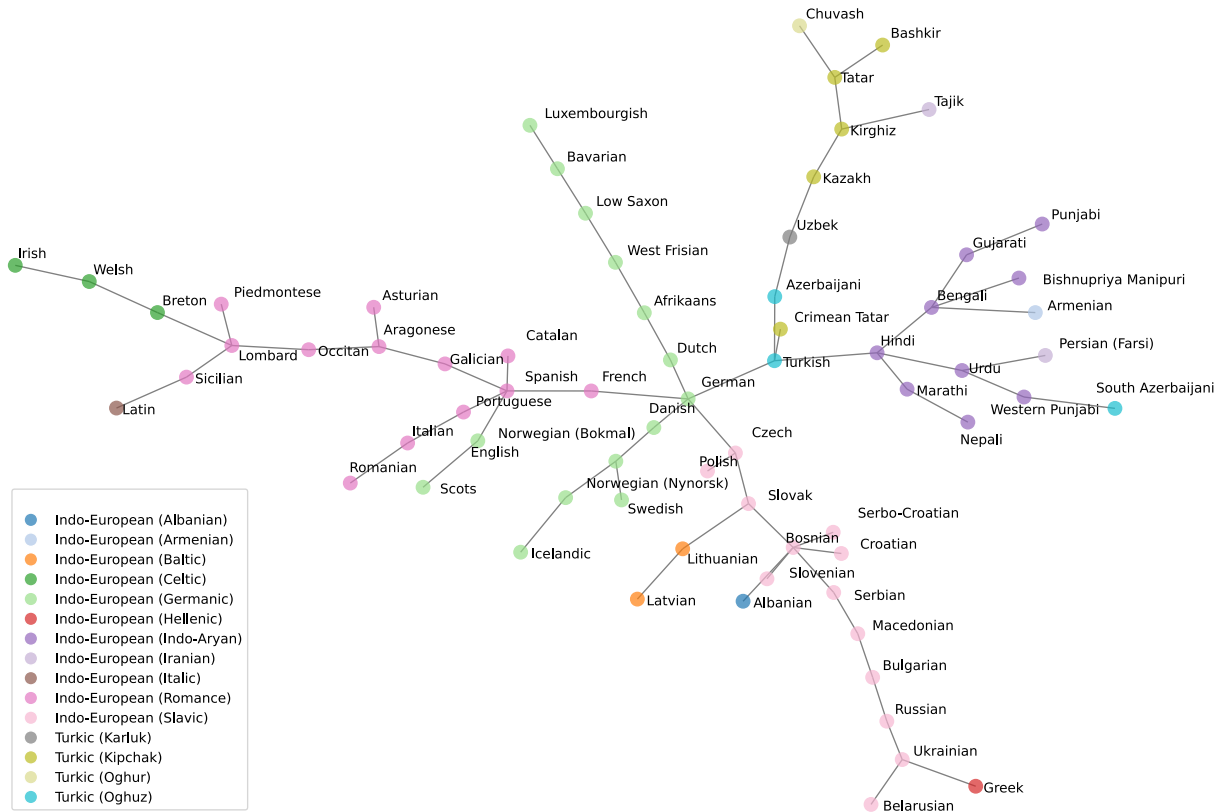 Chuvash
Bashkir
Tatar
Tajik
Luxembourgish
Kirghiz
Bavarian
Kazakh
Low Saxon
Punjabi
Uzbek
Gujarati
West Frisian
Irish
Welsh
Bishnupriya Manipuri
Azerbaijani
Bengali
Piedmontese
Asturian
Breton
Afrikaans
Armenian
Crimean Tatar
Aragonese
Catalan
Hindi
Persian (Farsi)
Lombard
Occitan
Dutch
Galician
Turkish
Urdu
Sicilian
Spanish
French
German
Marathi
South Azerbaijani
Latin
Portuguese
Danish
Western Punjabi
Italian
Norwegian (Bokmal)
Czech
Nepali
English
Polish
Romanian
Scots
Norwegian (Nynorsk)
Slovak
Swedish
Serbo-Croatian
Bosnian
Croatian
Icelandic
Lithuanian
Slovenian
Latvian
Albanian
Serbian
Macedonian
Bulgarian
Russian
Ukrainian
Greek
Belarusian
Indo-European (Albanian)
Indo-European (Armenian)
Indo-European (Baltic)
Indo-European (Celtic)
Indo-European (Germanic)
Indo-European (Hellenic)
Indo-European (Indo-Aryan)
Indo-European (Iranian)
Indo-European (Italic)
Indo-European (Romance)
Indo-European (Slavic)
Turkic (Karluk)
Turkic (Kipchak)
Turkic (Oghur)
Turkic (Oghuz)